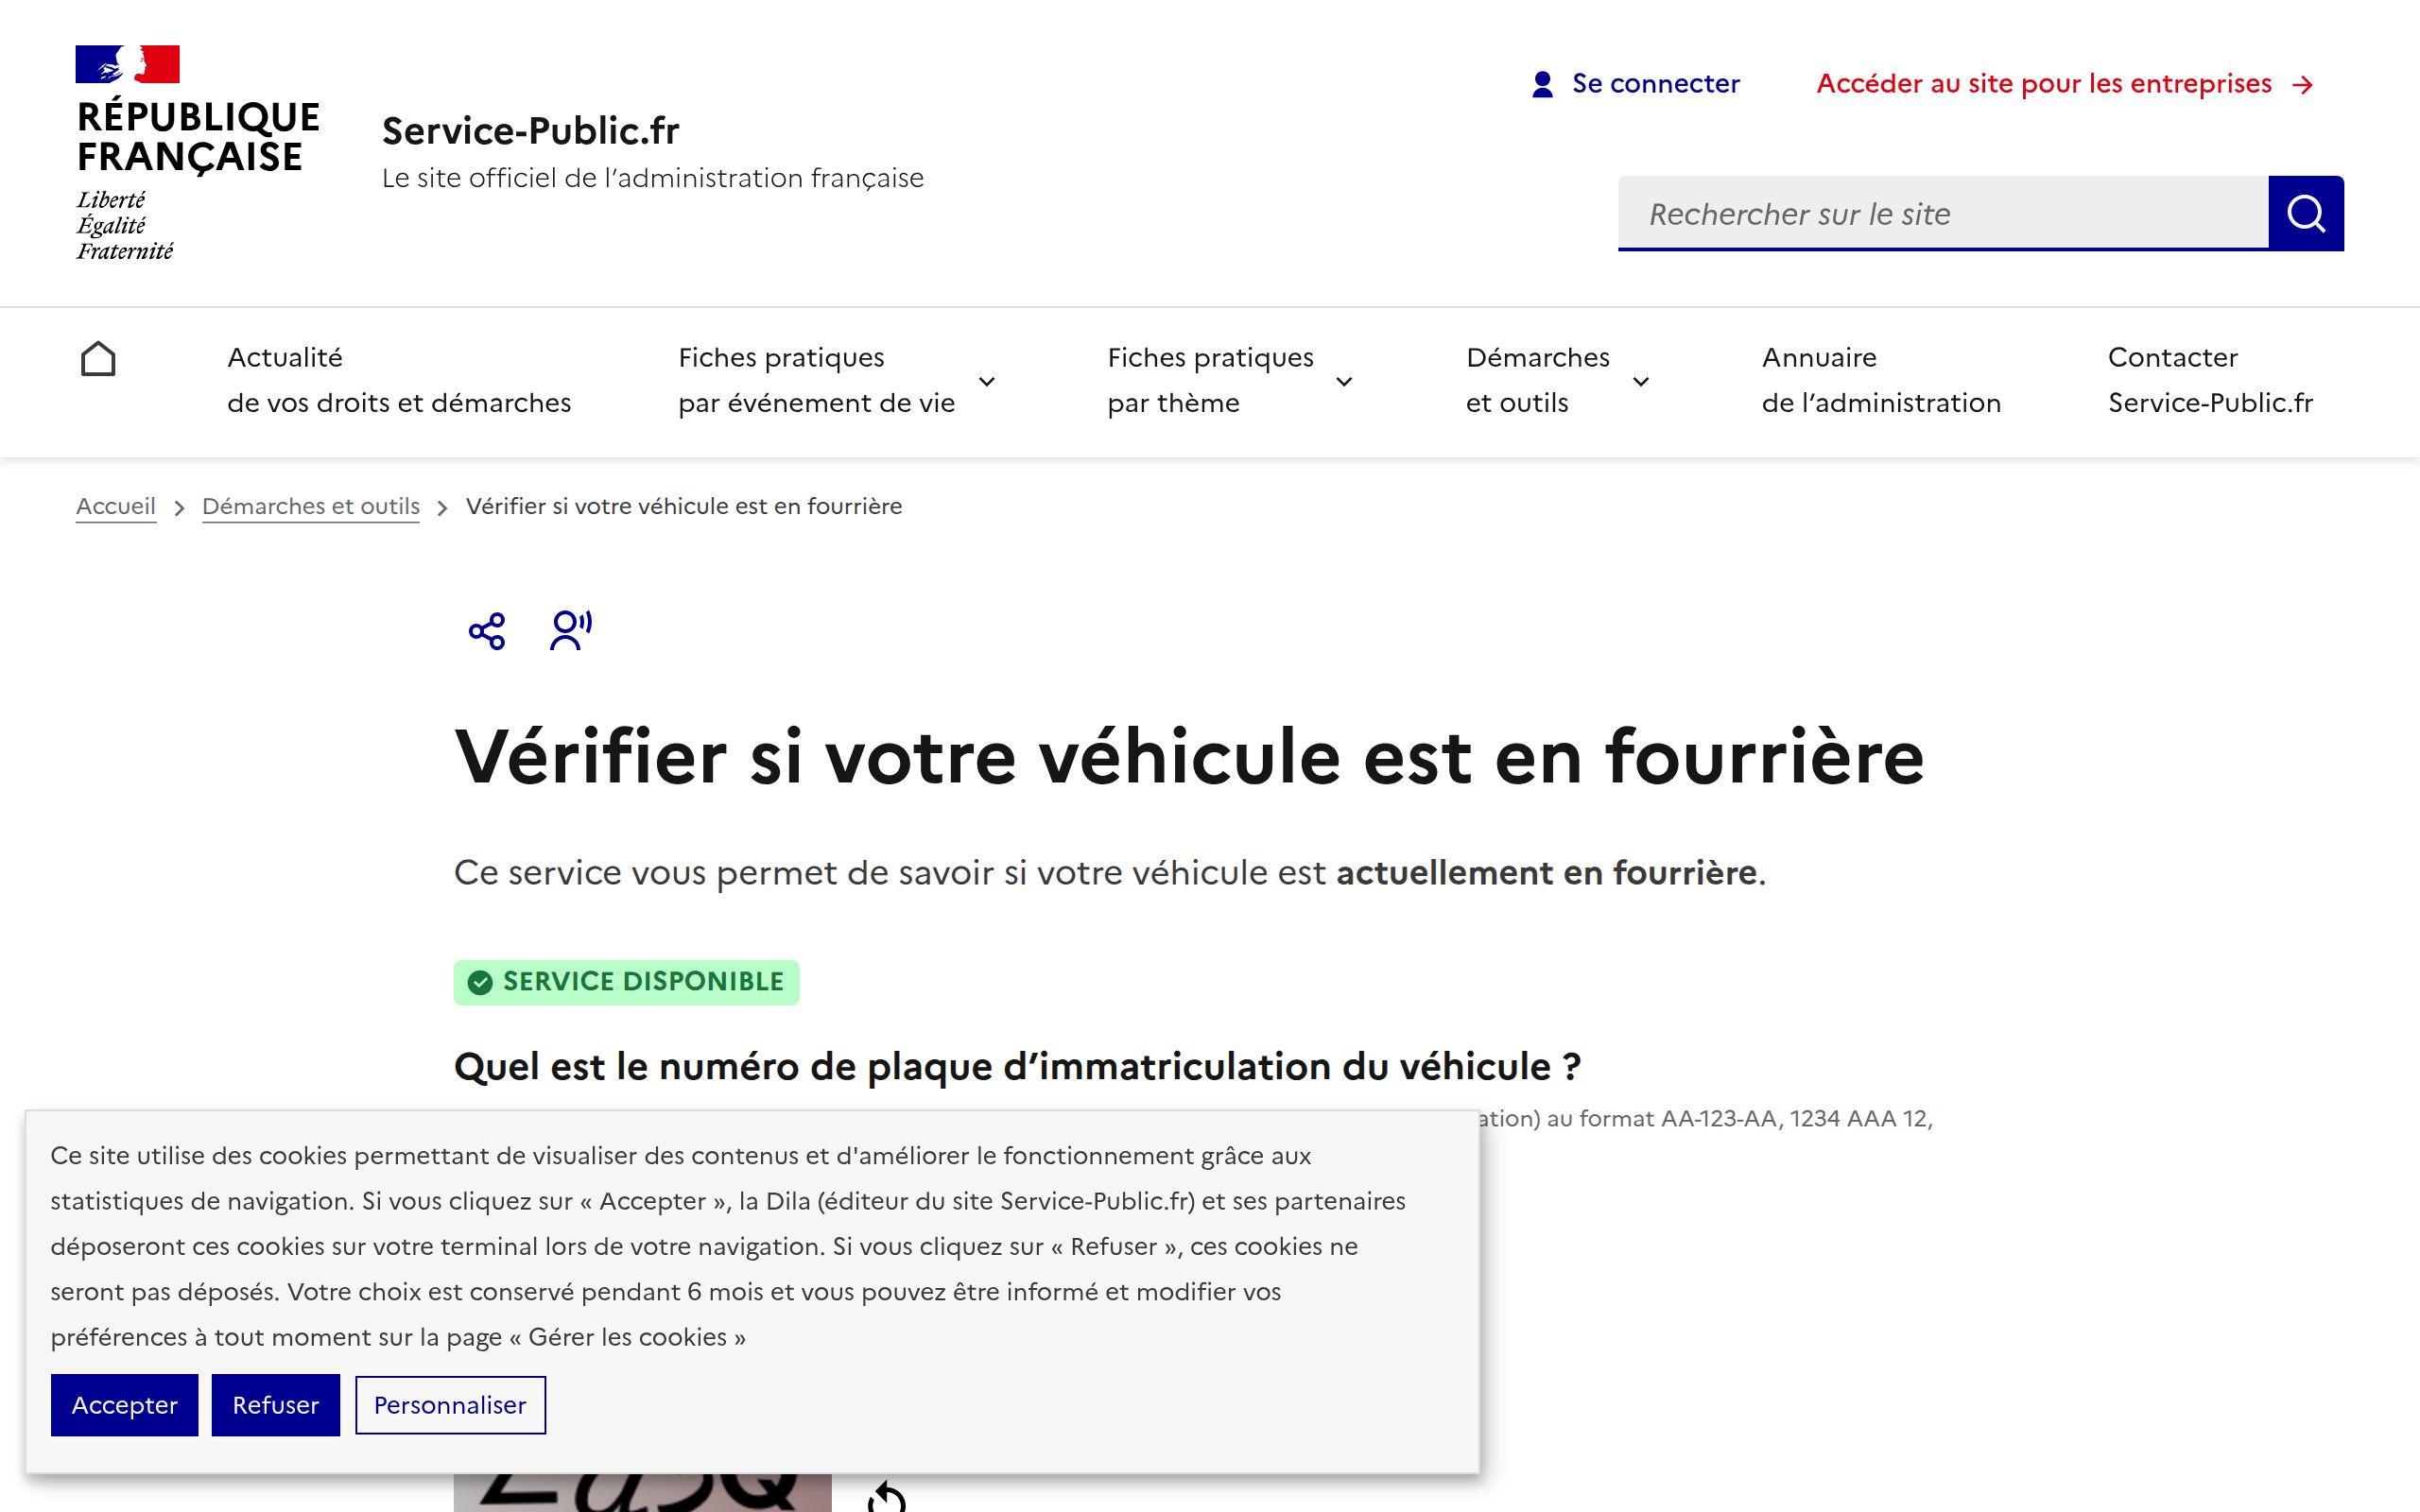 RÉPUBLIQUE
FRANÇAISE
Liberté
Égalité
Fraternité
Service-Public.fr
Le site officiel de l’administration française
Se connecter
Accéder au site pour les entreprises
Rechercher sur le site
Actualité
de vos droits et démarches
Fiches pratiques
par événement de vie
Fiches pratiques
par thème
Démarches
et outils
Annuaire
de l’administration
Contacter
Service-Public.fr
Accueil
Démarches et outils
Vérifier si votre véhicule est en fourrière
Vérifier si votre véhicule est en fourrière
Ce service vous permet de savoir si votre véhicule est actuellement en fourrière.
SERVICE DISPONIBLE
Quel est le numéro de plaque d’immatriculation du véhicule ?
ation) au format AA-123-AA, 1234 AAA 12,
Ce site utilise des cookies permettant de visualiser des contenus et d'améliorer le fonctionnement grâce aux
statistiques de navigation. Si vous cliquez sur « Accepter », la Dila (éditeur du site Service-Public.fr) et ses partenaires
déposeront ces cookies sur votre terminal lors de votre navigation. Si vous cliquez sur « Refuser », ces cookies ne
seront pas déposés. Votre choix est conservé pendant 6 mois et vous pouvez être informé et modifier vos
préférences à tout moment sur la page « Gérer les cookies »
Accepter
Refuser
Personnaliser